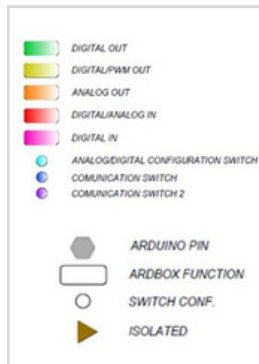 DIGITAL OUT
DIGITAL/PWM OUT
ANALOG OUT
DIGITAL/ANALOG IN
DIGITAL IN
ANALOG/DIGITAL CONFIGURATION SWITCH
COMUNICATION SWITCH
COMUNICATION SWITCH 2
ARDUINO PIN
ARDBOX FUNCTION
SWITCH CONF.
ISOLATED